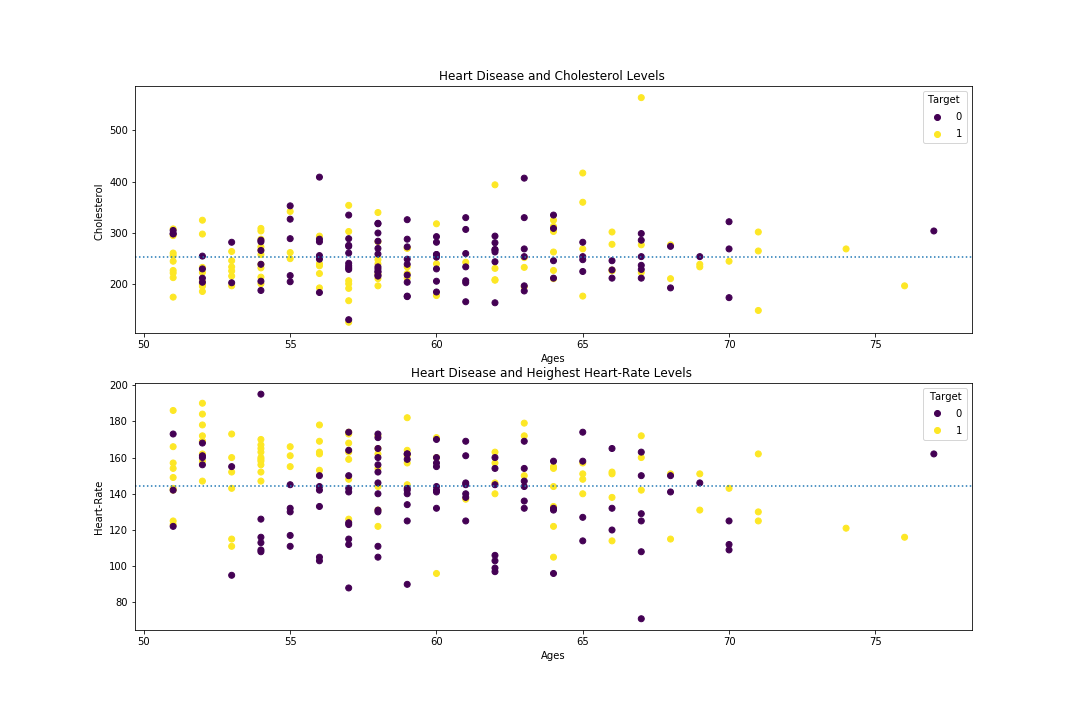 Heart Disease and Cholesterol Levels
Target
0
1
500
400
300
200
Cholesterol
50 55 60 65 70 75
Ages
Heart Disease and Heighest Heart-Rate Levels
Target
0
1
200
180
160
140
120
100
80
Heart-Rate
50 55 60 65 70 75
Ages